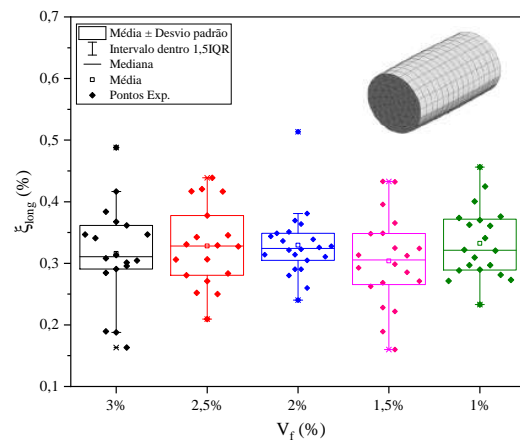 0,7
0,6
0,5
0,4
0,3
0,2
0,1
ξlong (%)
Média ± Desvio padrão
Intervalo dentro 1,5IQR
Mediana
Média
Pontos Exp.
3% 2,5% 2% 1,5% 1%
Vf (%)